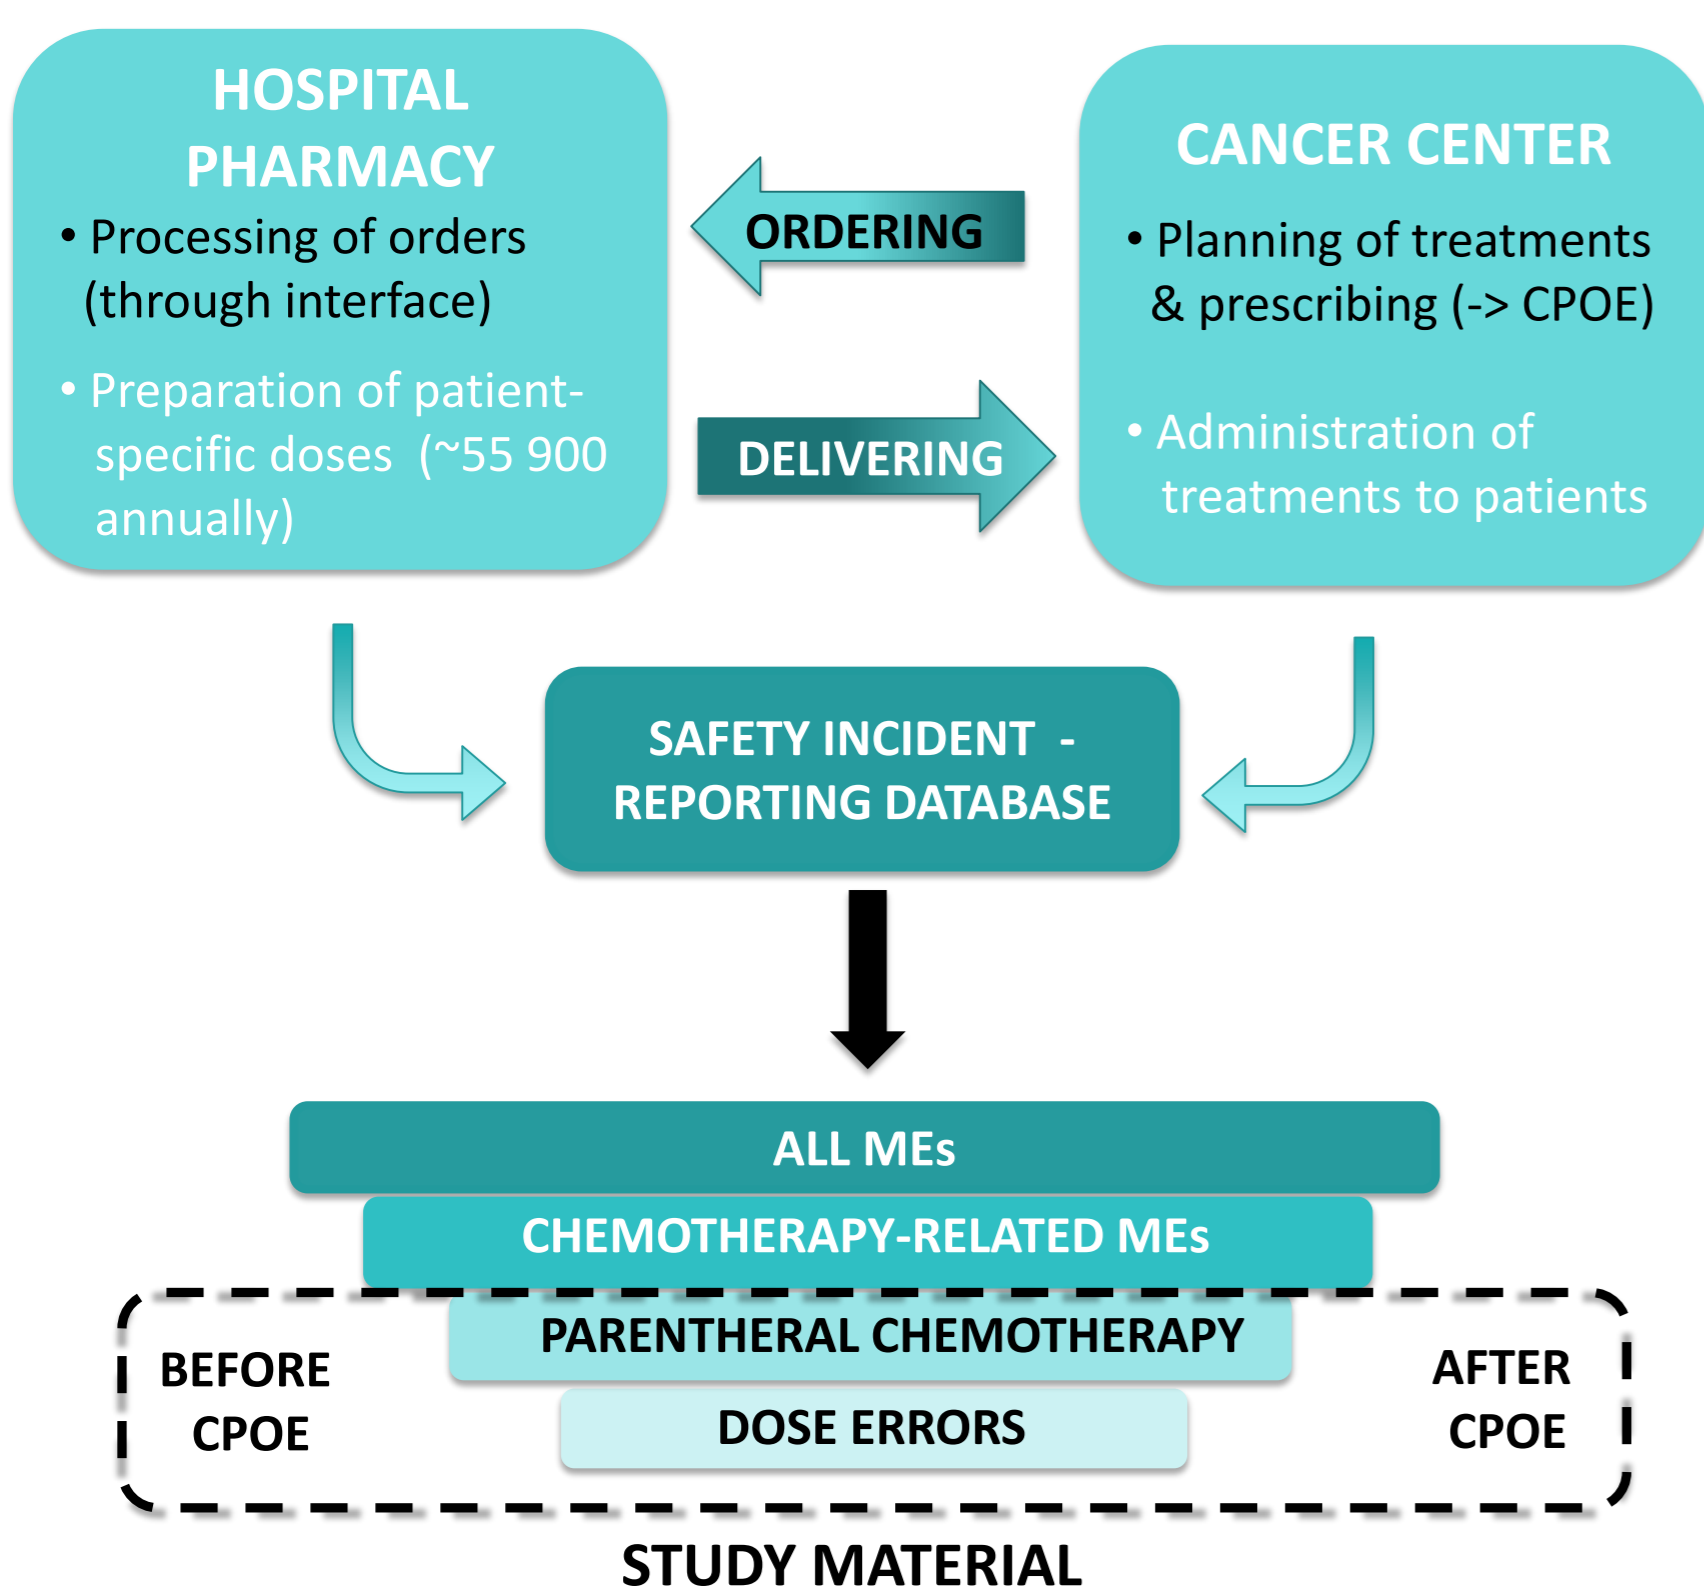 HOSPITAL
PHARMACY
• Processing of orders
(through interface)
• Preparation of patient-
specific doses (~55 900
annually)
ORDERING
DELIVERING
CANCER CENTER
• Planning of treatments
& prescribing (-> CPOE)
• Administration of
treatments to patients
SAFETY INCIDENT -
REPORTING DATABASE
ALL MEs
CHEMOTHERAPY-RELATED MEs
PARENTHERAL CHEMOTHERAPY
DOSE ERRORS
BEFORE
CPOE
AFTER
CPOE
STUDY MATERIAL